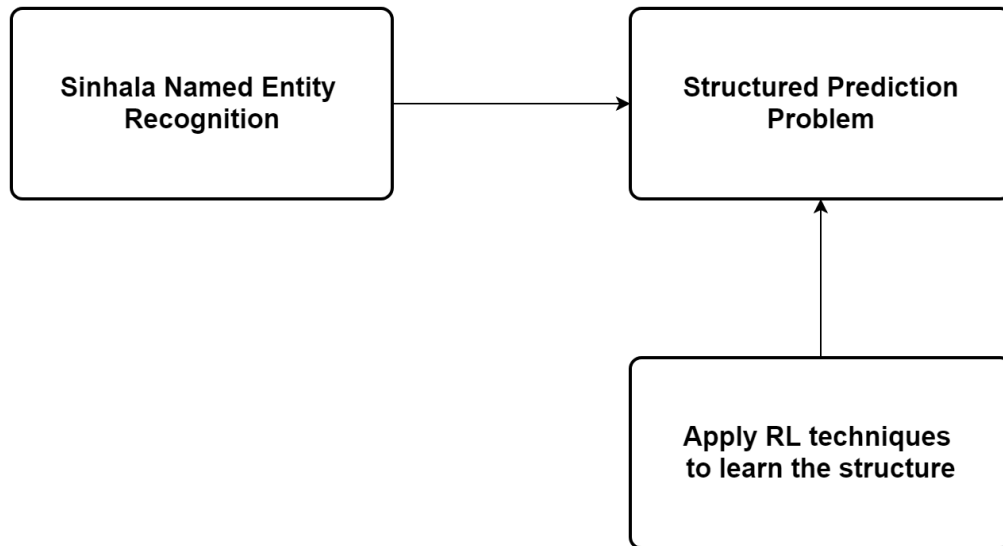 Sinhala Named Entity
Recognition
Structured Prediction
Problem
Apply RL techniques
to learn the structure